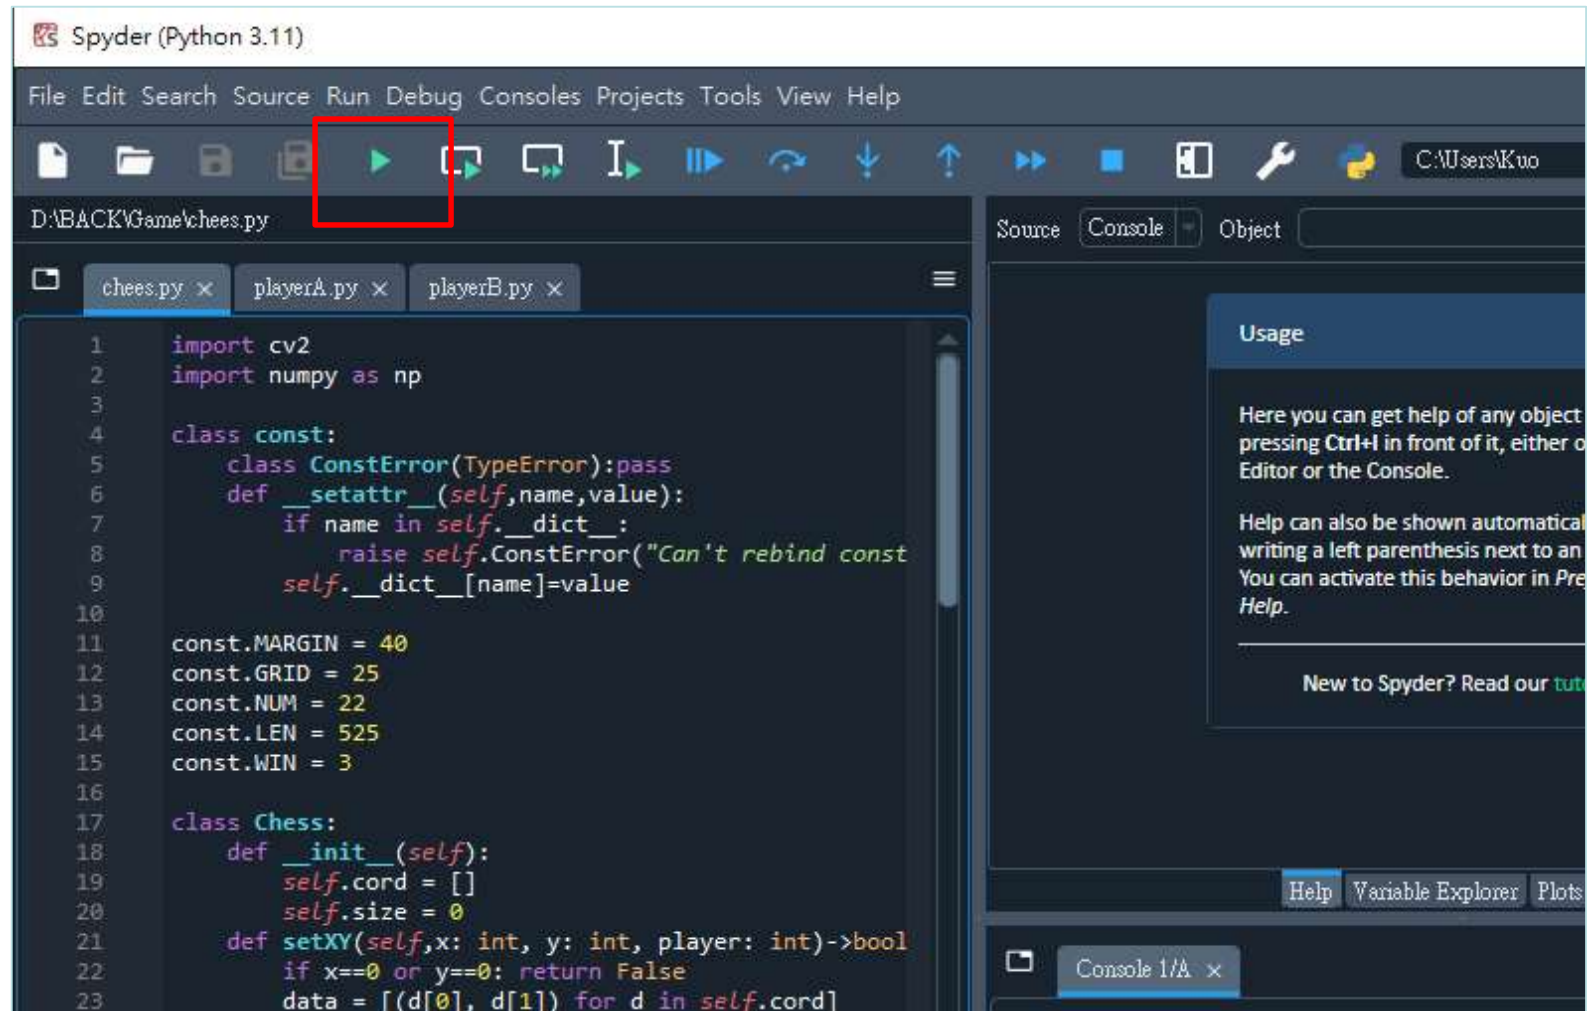 Spyder (Python 3.11)
File Edit Search Source Run Debug Consoles Projects Tools View Help
C:\Users\Kuo
D:\BACK\Game\chees.py
Source Console Object
chees.py playerA.py playerB.py
1 import cv2
2 import numpy as np
3
4 class const:
5 class ConstError(TypeError):pass
6 def __setattr__(self,name,value):
7 if name in self.__dict__:
8 raise self.ConstError("Can't rebind const
9 self.__dict__[name]=value
10
11 const.MARGIN = 40
12 const.GRID = 25
13 const.NUM = 22
14 const.LEN = 525
15 const.WIN = 3
16
17 class Chess:
18 def __init__(self):
19 self.cord = []
20 self.size = 0
21 def setXY(self,x: int, y: int, player: int)->bool
22 if x==0 or y==0: return False
23 data = [(d[0], d[1]) for d in self.cord]
Usage
Here you can get help of any object
pressing Ctrl+I in front of it, either o
Editor or the Console.
Help can also be shown automatical
writing a left parenthesis next to an
You can activate this behavior in Pre
Help.
New to Spyder? Read our tuto
Help Variable Explorer Plots
Console 1/A